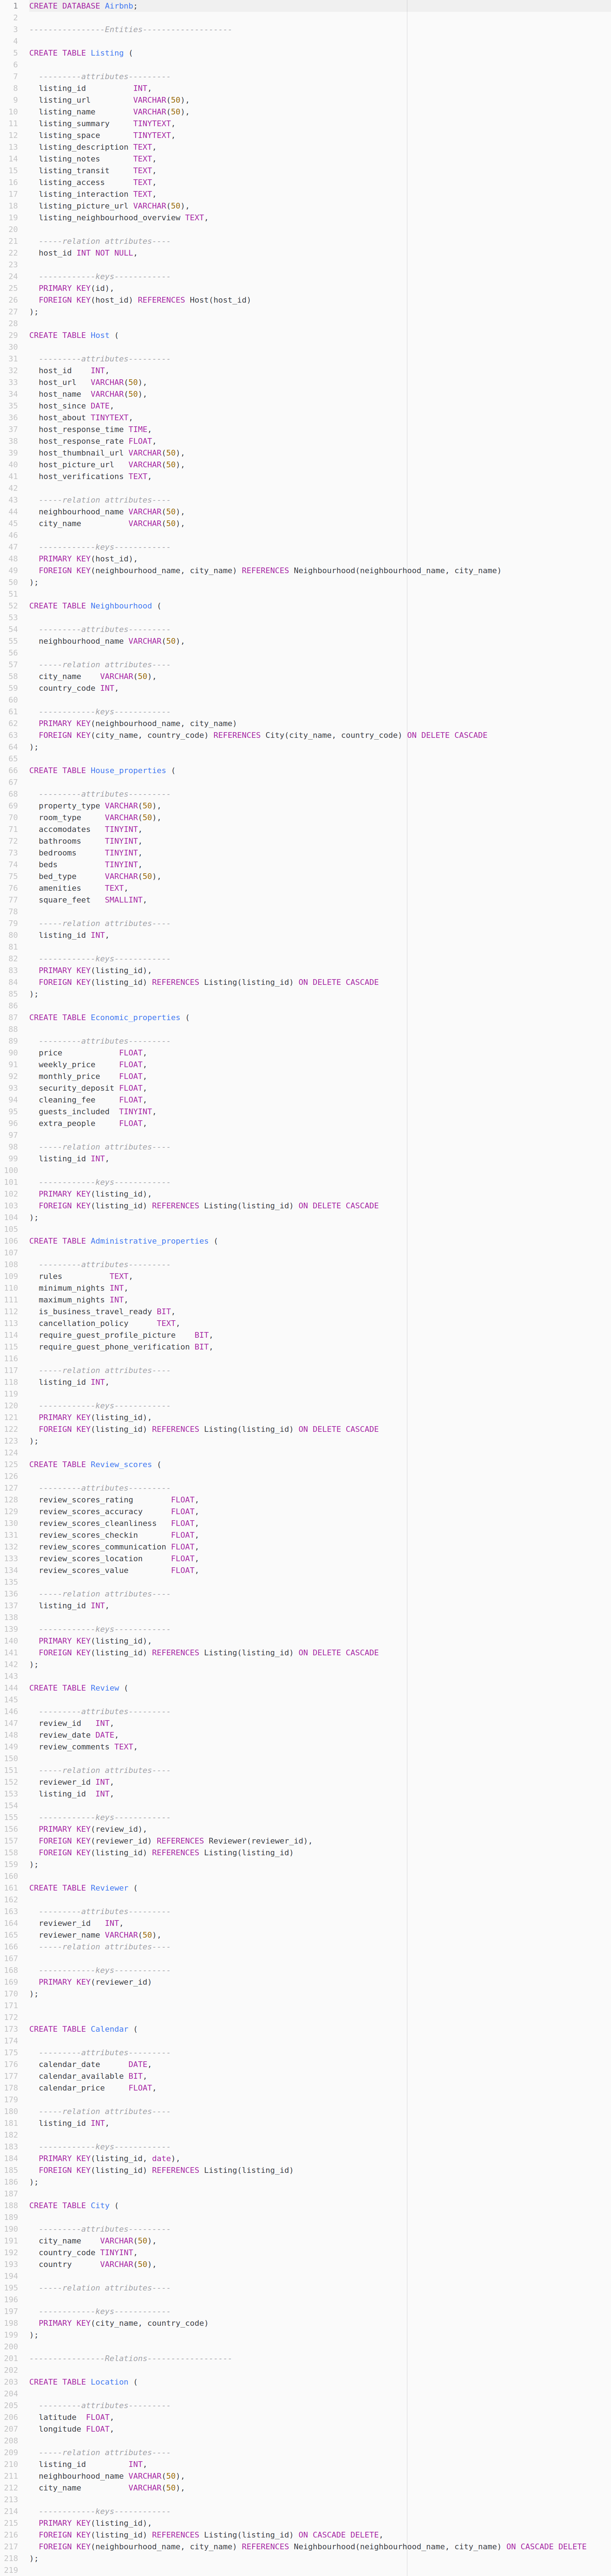 1 CREATE DATABASE Airbnb;
2
3 ----------------Entities-------------------
4
5 CREATE TABLE Listing (
6
7 ---------attributes---------
8 listing_id INT,
9 listing_url VARCHAR(50),
10 listing_name VARCHAR(50),
11 listing_summary TINYTEXT,
12 listing_space TINYTEXT,
13 listing_description TEXT,
14 listing_notes TEXT,
15 listing_transit TEXT,
16 listing_access TEXT,
17 listing_interaction TEXT,
18 listing_picture_url VARCHAR(50),
19 listing_neighbourhood_overview TEXT,
20
21 -----relation attributes----
22 host_id INT NOT NULL,
23
24 ------------keys------------
25 PRIMARY KEY(id),
26 FOREIGN KEY(host_id) REFERENCES Host(host_id)
27 );
28
29 CREATE TABLE Host (
30
31 ---------attributes---------
32 host_id INT,
33 host_url VARCHAR(50),
34 host_name VARCHAR(50),
35 host_since DATE,
36 host_about TINYTEXT,
37 host_response_time TIME,
38 host_response_rate FLOAT,
39 host_thumbnail_url VARCHAR(50),
40 host_picture_url VARCHAR(50),
41 host_verifications TEXT,
42
43 -----relation attributes----
44 neighbourhood_name VARCHAR(50),
45 city_name VARCHAR(50),
46
47 ------------keys------------
48 PRIMARY KEY(host_id),
49 FOREIGN KEY(neighbourhood_name, city_name) REFERENCES Neighbourhood(neighbourhood_name, city_name)
50 );
51
52 CREATE TABLE Neighbourhood (
53
54 ---------attributes---------
55 neighbourhood_name VARCHAR(50),
56
57 -----relation attributes----
58 city_name VARCHAR(50),
59 country_code INT,
60
61 ------------keys------------
62 PRIMARY KEY(neighbourhood_name, city_name)
63 FOREIGN KEY(city_name, country_code) REFERENCES City(city_name, country_code) ON DELETE CASCADE
64 );
65
66 CREATE TABLE House_properties (
67
68 ---------attributes---------
69 property_type VARCHAR(50),
70 room_type VARCHAR(50),
71 accomodates TINYINT,
72 bathrooms TINYINT,
73 bedrooms TINYINT,
74 beds TINYINT,
75 bed_type VARCHAR(50),
76 amenities TEXT,
77 square_feet SMALLINT,
78
79 -----relation attributes----
80 listing_id INT,
81
82 ------------keys------------
83 PRIMARY KEY(listing_id),
84 FOREIGN KEY(listing_id) REFERENCES Listing(listing_id) ON DELETE CASCADE
85 );
86
87 CREATE TABLE Economic_properties (
88
89 ---------attributes---------
90 price FLOAT,
91 weekly_price FLOAT,
92 monthly_price FLOAT,
93 security_deposit FLOAT,
94 cleaning_fee FLOAT,
95 guests_included TINYINT,
96 extra_people FLOAT,
97
98 -----relation attributes----
99 listing_id INT,
100
101 ------------keys------------
102 PRIMARY KEY(listing_id),
103 FOREIGN KEY(listing_id) REFERENCES Listing(listing_id) ON DELETE CASCADE
104 );
105
106 CREATE TABLE Administrative_properties (
107
108 ---------attributes---------
109 rules TEXT,
110 minimum_nights INT,
111 maximum_nights INT,
112 is_business_travel_ready BIT,
113 cancellation_policy TEXT,
114 require_guest_profile_picture BIT,
115 require_guest_phone_verification BIT,
116
117 -----relation attributes----
118 listing_id INT,
119
120 ------------keys------------
121 PRIMARY KEY(listing_id),
122 FOREIGN KEY(listing_id) REFERENCES Listing(listing_id) ON DELETE CASCADE
123 );
124
125 CREATE TABLE Review_scores (
126
127 ---------attributes---------
128 review_scores_rating FLOAT,
129 review_scores_accuracy FLOAT,
130 review_scores_cleanliness FLOAT,
131 review_scores_checkin FLOAT,
132 review_scores_communication FLOAT,
133 review_scores_location FLOAT,
134 review_scores_value FLOAT,
135
136 -----relation attributes----
137 listing_id INT,
138
139 ------------keys------------
140 PRIMARY KEY(listing_id),
141 FOREIGN KEY(listing_id) REFERENCES Listing(listing_id) ON DELETE CASCADE
142 );
143
144 CREATE TABLE Review (
145
146 ---------attributes---------
147 review_id INT,
148 review_date DATE,
149 review_comments TEXT,
150
151 -----relation attributes----
152 reviewer_id INT,
153 listing_id INT,
154
155 ------------keys------------
156 PRIMARY KEY(review_id),
157 FOREIGN KEY(reviewer_id) REFERENCES Reviewer(reviewer_id),
158 FOREIGN KEY(listing_id) REFERENCES Listing(listing_id)
159 );
160
161 CREATE TABLE Reviewer (
162
163 ---------attributes---------
164 reviewer_id INT,
165 reviewer_name VARCHAR(50),
166 -----relation attributes----
167
168 ------------keys------------
169 PRIMARY KEY(reviewer_id)
170 );
171
172
173 CREATE TABLE Calendar (
174
175 ---------attributes---------
176 calendar_date DATE,
177 calendar_available BIT,
178 calendar_price FLOAT,
179
180 -----relation attributes----
181 listing_id INT,
182
183 ------------keys------------
184 PRIMARY KEY(listing_id, date),
185 FOREIGN KEY(listing_id) REFERENCES Listing(listing_id)
186 );
187
188 CREATE TABLE City (
189
190 ---------attributes---------
191 city_name VARCHAR(50),
192 country_code TINYINT,
193 country VARCHAR(50),
194
195 -----relation attributes----
196
197 ------------keys------------
198 PRIMARY KEY(city_name, country_code)
199 );
200
201 ----------------Relations------------------
202
203 CREATE TABLE Location (
204
205 ---------attributes---------
206 latitude FLOAT,
207 longitude FLOAT,
208
209 -----relation attributes----
210 listing_id INT,
211 neighbourhood_name VARCHAR(50),
212 city_name VARCHAR(50),
213
214 ------------keys------------
215 PRIMARY KEY(listing_id),
216 FOREIGN KEY(listing_id) REFERENCES Listing(listing_id) ON CASCADE DELETE,
217 FOREIGN KEY(neighbourhood_name, city_name) REFERENCES Neighbourhood(neighbourhood_name, city_name) ON CASCADE DELETE
218 );
219